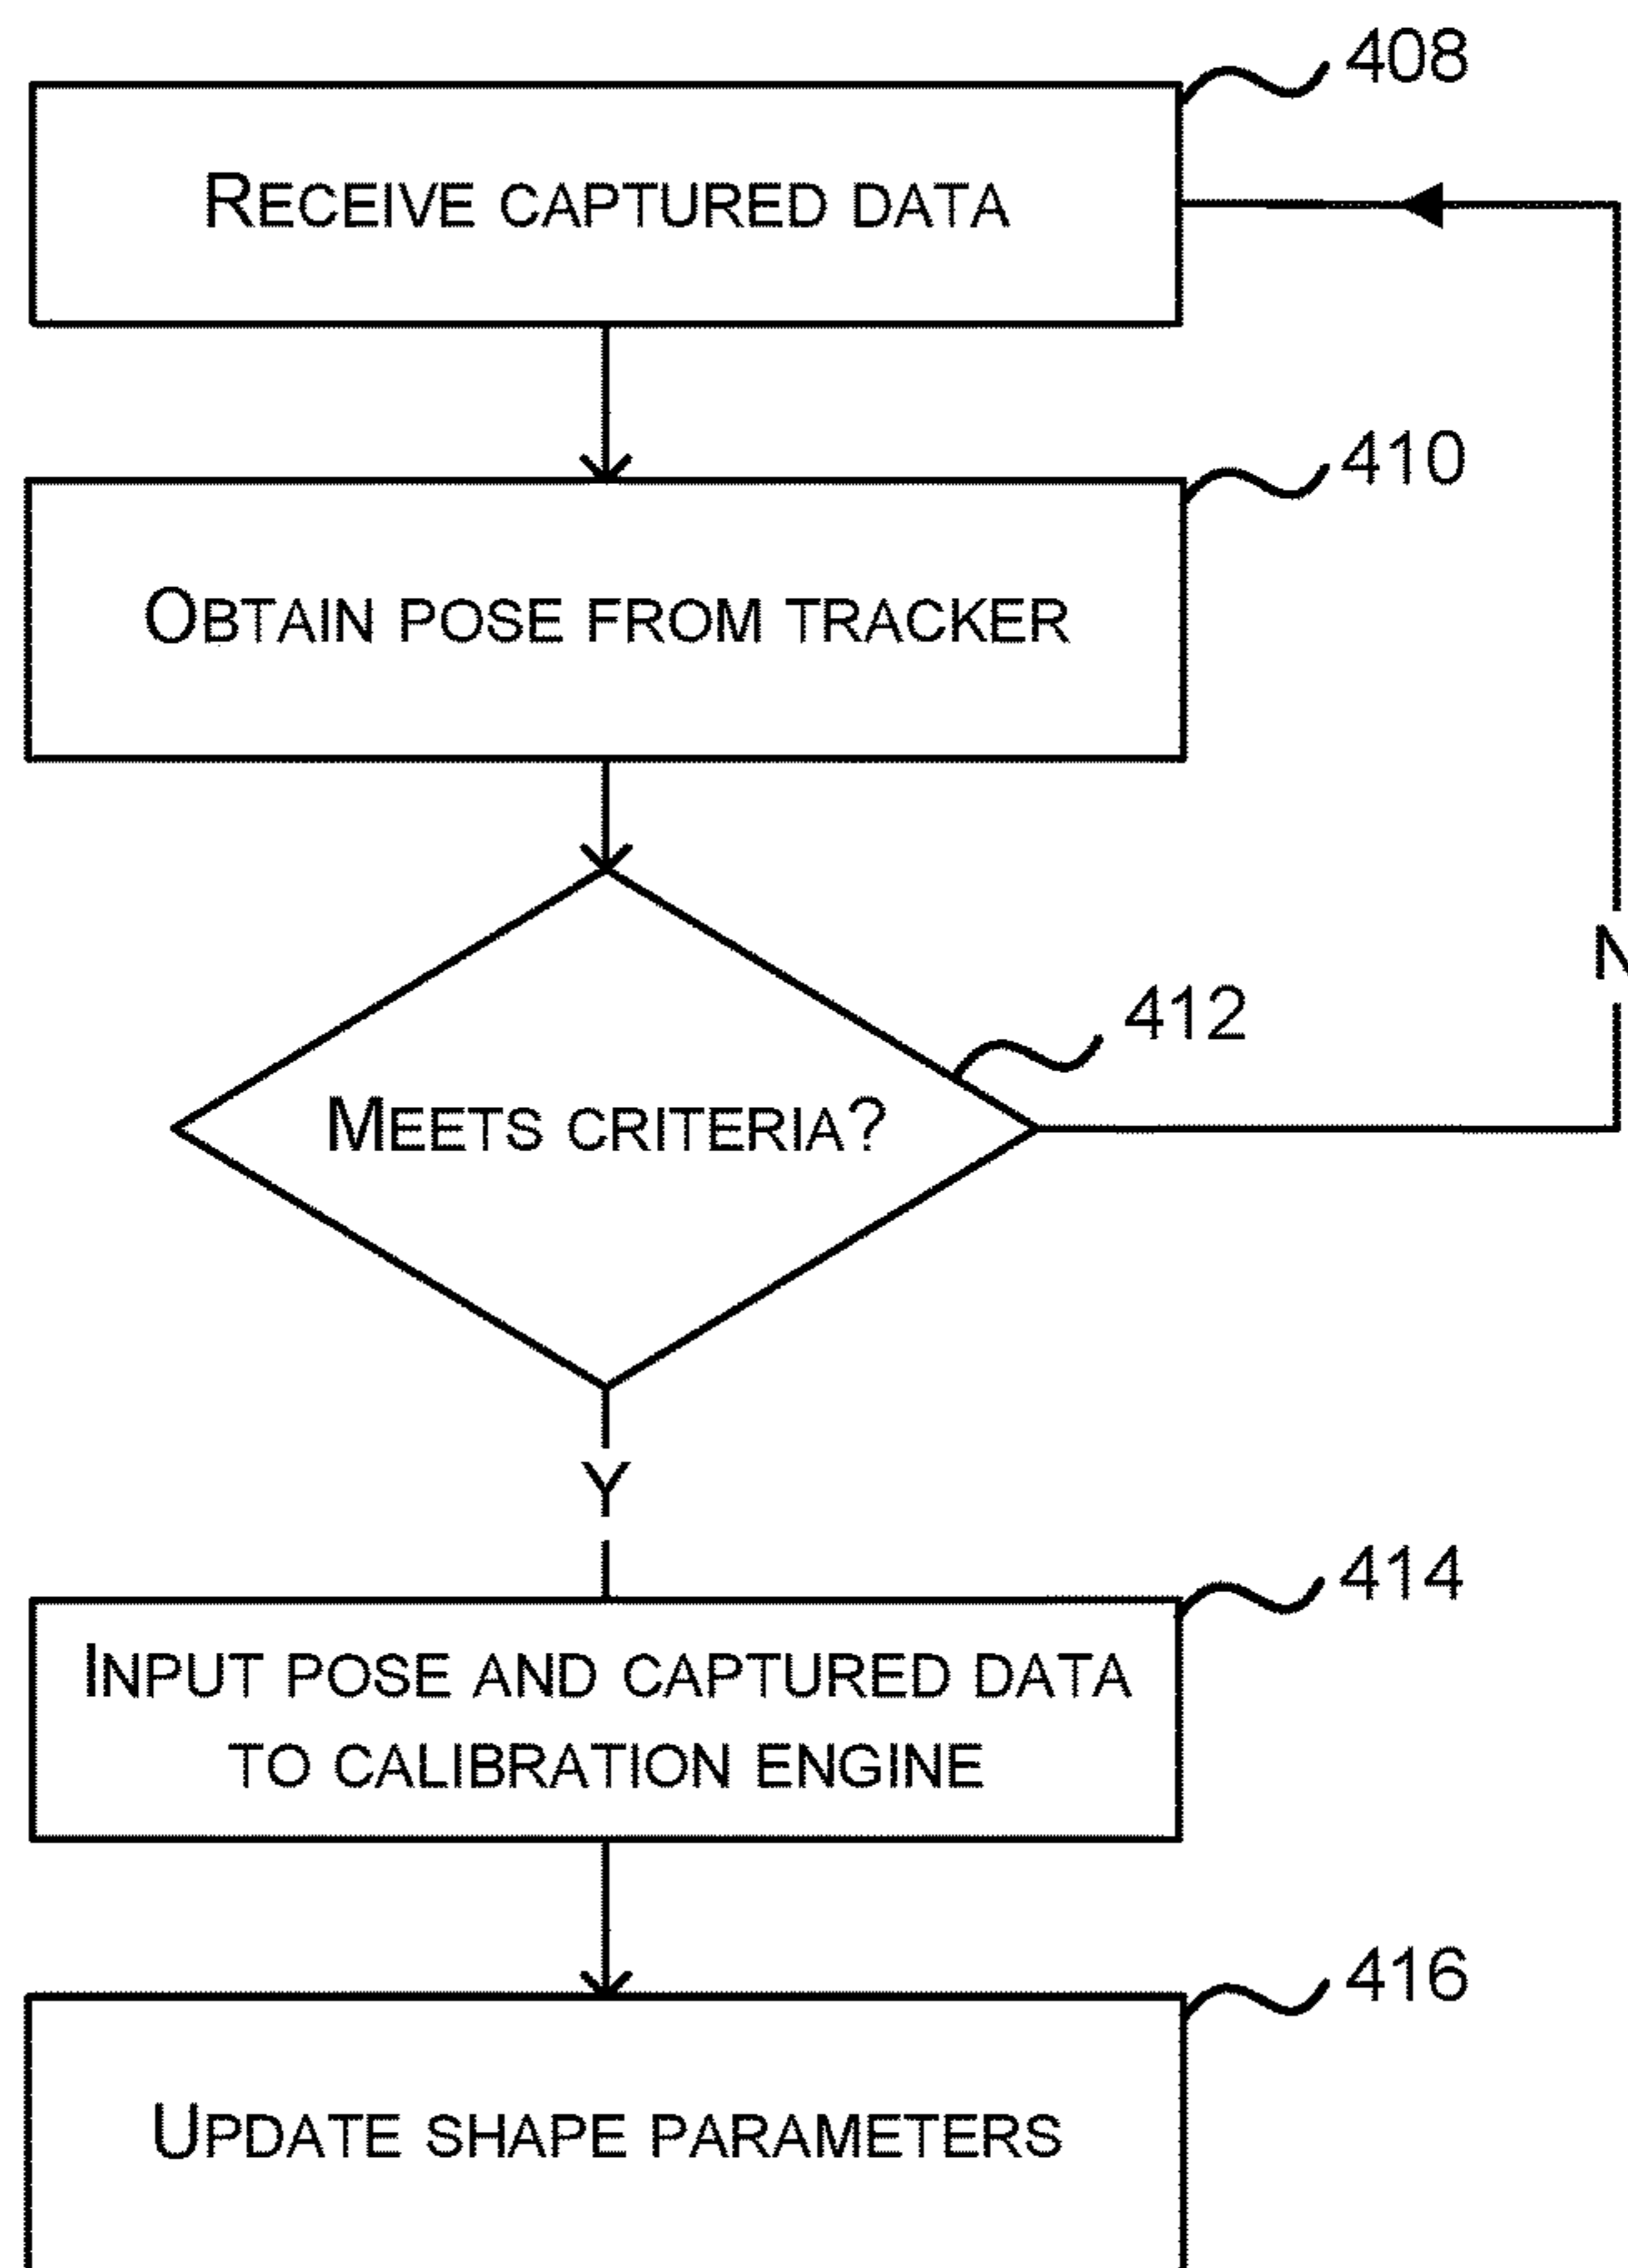 408
RECEIVE CAPTURED DATA
410
OBTAIN POSE FROM TRACKER
412
MEETS CRITERIA?
N
Y
414
INPUT POSE AND CAPTURED DATA
TO CALIBRATION ENGINE
416
UPDATE SHAPE PARAMETERS